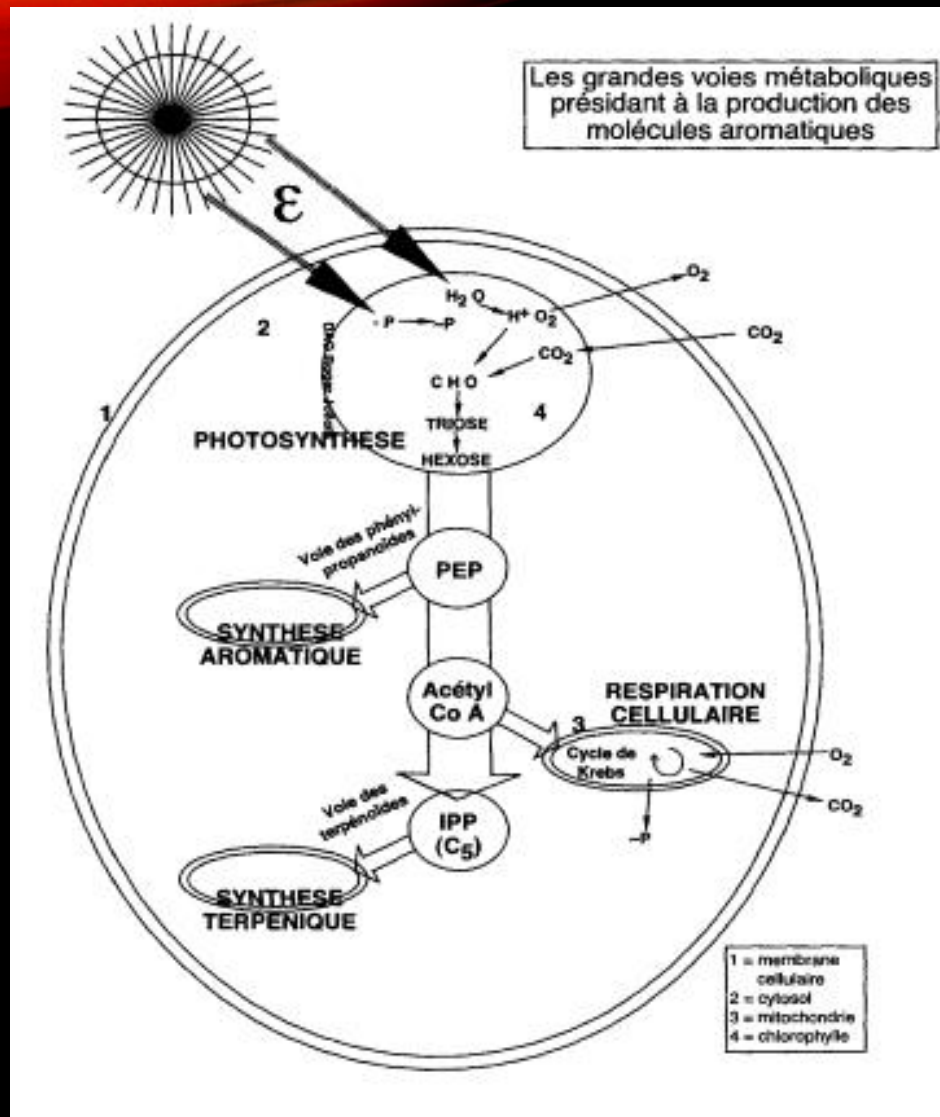 Les grandes voies métaboliques
présidant à la production des
molécules aromatiques
ε
H₂O
H⁺ O₂
O₂
- P → ~P
CO₂
CO₂
2
C H O
1
4
TRIOSE
PHOTOSYNTHESE
HEXOSE
Voie des phényl-
propanoïdes
PEP
SYNTHESE
AROMATIQUE
Acétyl
Co A
RESPIRATION
CELLULAIRE
3
Cycle de
Krebs
O₂
CO₂
~P
Voie des
terpénoïdes
IPP
(C₅)
SYNTHESE
TERPENIQUE
1 = membrane
cellulaire
2 = cytosol
3 = mitochondrie
4 = chlorophylle